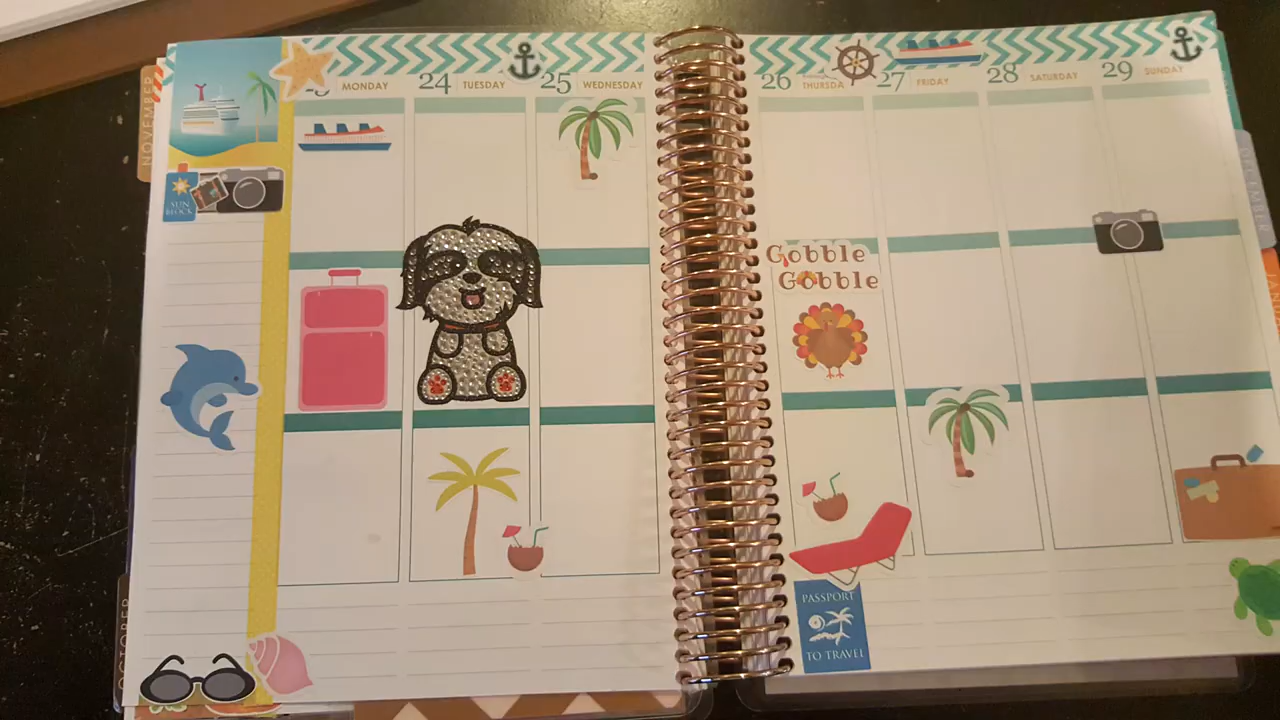 NOVEMBER
MONDAY
24 TUESDAY
25 WEDNESDAY
26
27 FRIDAY
28 SATURDAY
29 SUNDAY
SUN
BLOCK
DECEMBER
Gobble
Gobble
PASSPORT
TO TRAVEL
OCTOBER